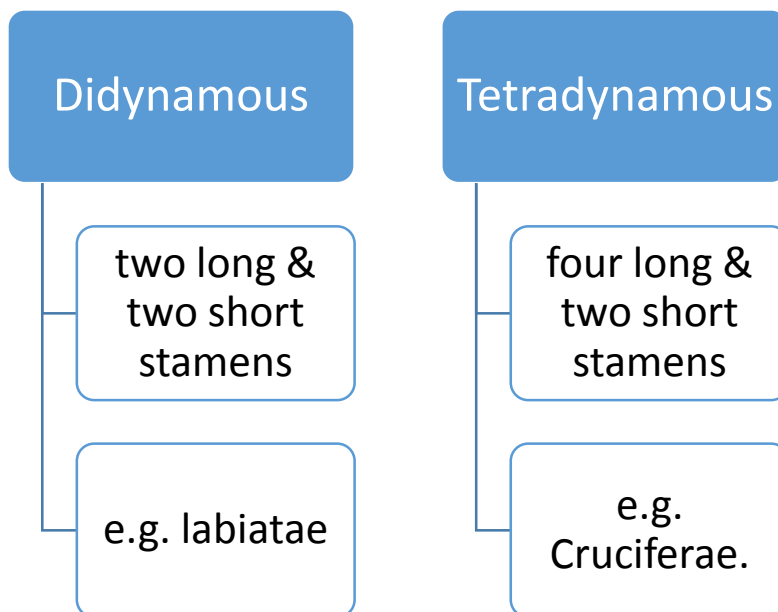 Didynamous
two long &
two short
stamens
e.g. labiatae
Tetradynamous
four long &
two short
stamens
e.g.
Cruciferae.